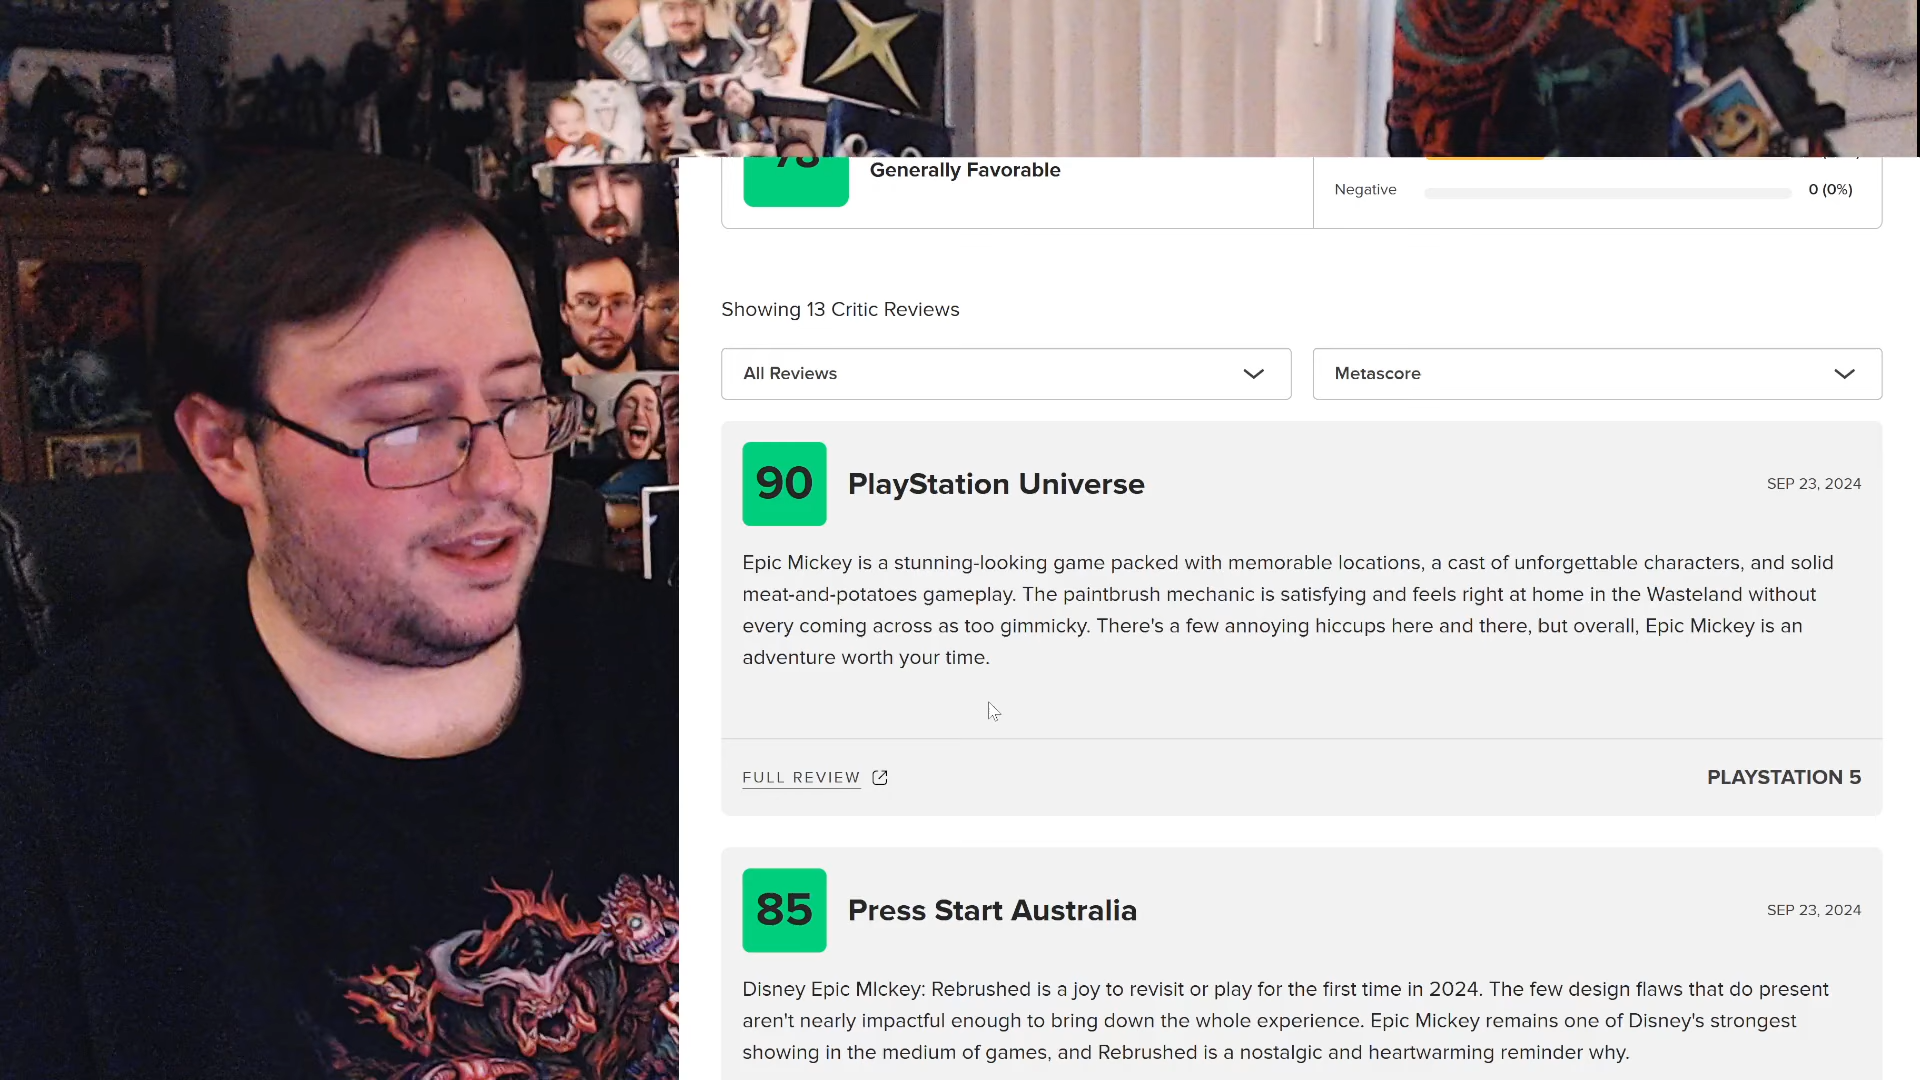 Generally Favorable
Negative 0 (0%)
Showing 13 Critic Reviews
All Reviews
Metascore
90 PlayStation Universe SEP 23, 2024
Epic Mickey is a stunning-looking game packed with memorable locations, a cast of unforgettable characters, and solid
meat-and-potatoes gameplay. The paintbrush mechanic is satisfying and feels right at home in the Wasteland without
every coming across as too gimmicky. There's a few annoying hiccups here and there, but overall, Epic Mickey is an
adventure worth your time.
FULL REVIEW PLAYSTATION 5
85 Press Start Australia SEP 23, 2024
Disney Epic MIckey: Rebrushed is a joy to revisit or play for the first time in 2024. The few design flaws that do present
aren't nearly impactful enough to bring down the whole experience. Epic Mickey remains one of Disney's strongest
showing in the medium of games, and Rebrushed is a nostalgic and heartwarming reminder why.